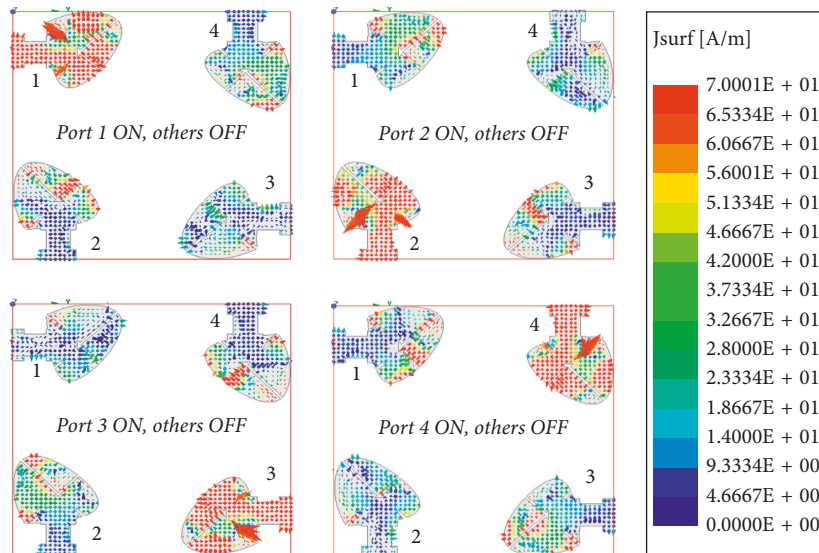 4
1
Port 1 ON, others OFF
3
2
4
1
Port 2 ON, others OFF
3
2
4
1
Port 3 ON, others OFF
3
2
4
1
Port 4 ON, others OFF
3
2
Jsurf [A/m]
7.0001E + 01
6.5334E + 01
6.0667E + 01
5.6001E + 01
5.1334E + 01
4.6667E + 01
4.2000E + 01
3.7334E + 01
3.2667E + 01
2.8000E + 01
2.3334E + 01
1.8667E + 01
1.4000E + 01
9.3334E + 00
4.6667E + 00
0.0000E + 00